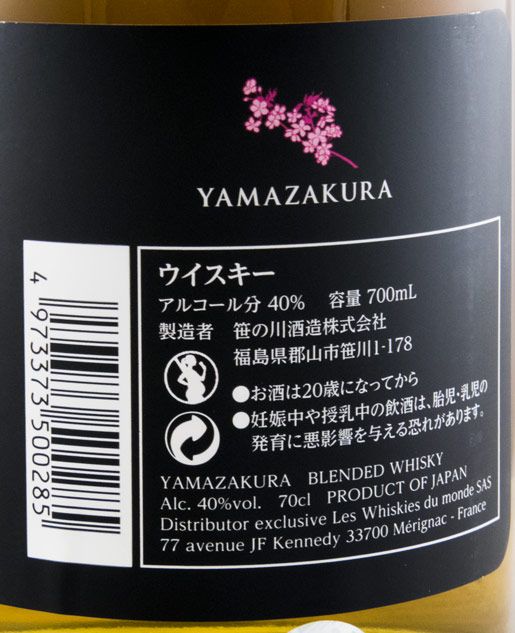 YAMAZAKURA
ウイスキー
アルコール分 40% 容量 700mL
製造者 笹の川酒造株式会社
福島県郡山市笹川1-178
●お酒は20歳になってから
●妊娠中や授乳中の飲酒は、胎児・乳児の
発育に悪影響を与える恐れがあります。
YAMAZAKURA BLENDED WHISKY
Alc. 40%vol. 70cl PRODUCT OF JAPAN
Distributor exclusive Les Whiskies du monde SAS
77 avenue JF Kennedy 33700 Mérignac - France
4 973373 500285